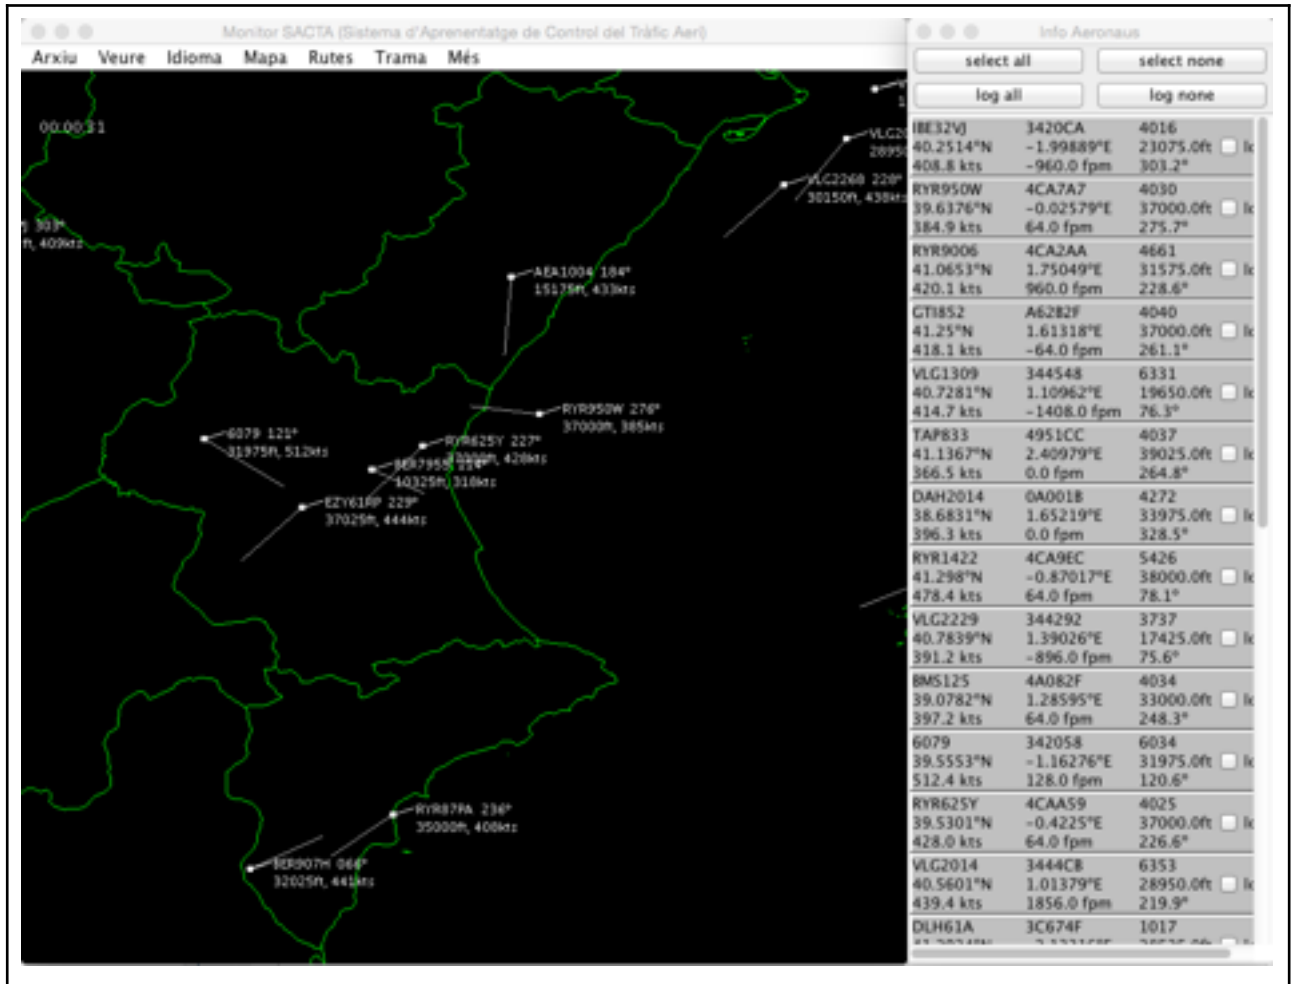 Monitor SACTA (Sistema d'Aprenentatge de Control del Tràfic Aeri)
Arxiu Veure Idioma Mapa Rutes Trama Més
00:00:31
303°
ft, 409kts
VLC2268 228°
30150ft, 438kts
AEA1004 184°
15175ft, 433kts
RYR950W 276°
37000ft, 385kts
6079 121°
31975ft, 512kts
RYR625Y 227°
428kts
10325ft, 318kts
EZY61RP 229°
37025ft, 444kts
RYR87PA 236°
35000ft, 408kts
IBER907H 066°
32025ft, 441kts
Info Aeronaus
select all select none
log all log none
IBE32VJ 3420CA 4016
40.2514°N -1.99889°E 23075.0ft
408.8 kts -960.0 fpm 303.2°
RYR950W 4CA7A7 4030
39.6376°N -0.02579°E 37000.0ft
384.9 kts 64.0 fpm 275.7°
RYR9006 4CA2AA 4661
41.0653°N 1.75049°E 31575.0ft
420.1 kts 960.0 fpm 228.6°
GTI852 A6282F 4040
41.25°N 1.61318°E 37000.0ft
418.1 kts -64.0 fpm 261.1°
VLG1309 344548 6331
40.7281°N 1.10962°E 19650.0ft
414.7 kts -1408.0 fpm 76.3°
TAP833 4951CC 4037
41.1367°N 2.40979°E 39025.0ft
366.5 kts 0.0 fpm 264.8°
DAH2014 0A001B 4272
38.6831°N 1.65219°E 33975.0ft
396.3 kts 0.0 fpm 328.5°
RYR1422 4CA9EC 5426
41.298°N -0.87017°E 38000.0ft
478.4 kts 64.0 fpm 78.1°
VLG2229 344292 3737
40.7839°N 1.39026°E 17425.0ft
391.2 kts -896.0 fpm 75.6°
BMS125 4A082F 4034
39.0782°N 1.28595°E 33000.0ft
397.2 kts 64.0 fpm 248.3°
6079 342058 6034
39.5553°N -1.16276°E 31975.0ft
512.4 kts 128.0 fpm 120.6°
RYR625Y 4CAA59 4025
39.5301°N -0.4225°E 37000.0ft
428.0 kts 64.0 fpm 226.6°
VLG2014 3444CB 6353
40.5601°N 1.01379°E 28950.0ft
439.4 kts 1856.0 fpm 219.9°
DLH61A 3C674F 1017